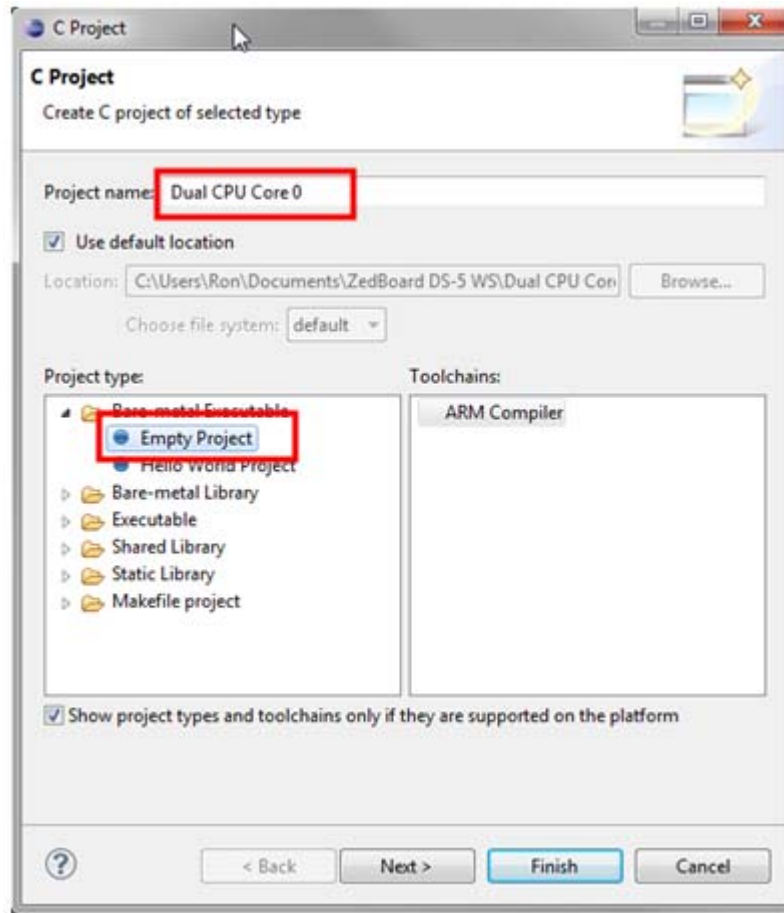 C Project
C Project
Create C project of selected type
Project name: Dual CPU Core 0
Use default location
Location: C:\Users\Ron\Documents\ZedBoard DS-5 WS\Dual CPU Cor Browse...
Choose file system: default
Project type: Toolchains:
Bare-metal Executable ARM Compiler
Empty Project
Hello World Project
Bare-metal Library
Executable
Shared Library
Static Library
Makefile project
Show project types and toolchains only if they are supported on the platform
? < Back Next > Finish Cancel